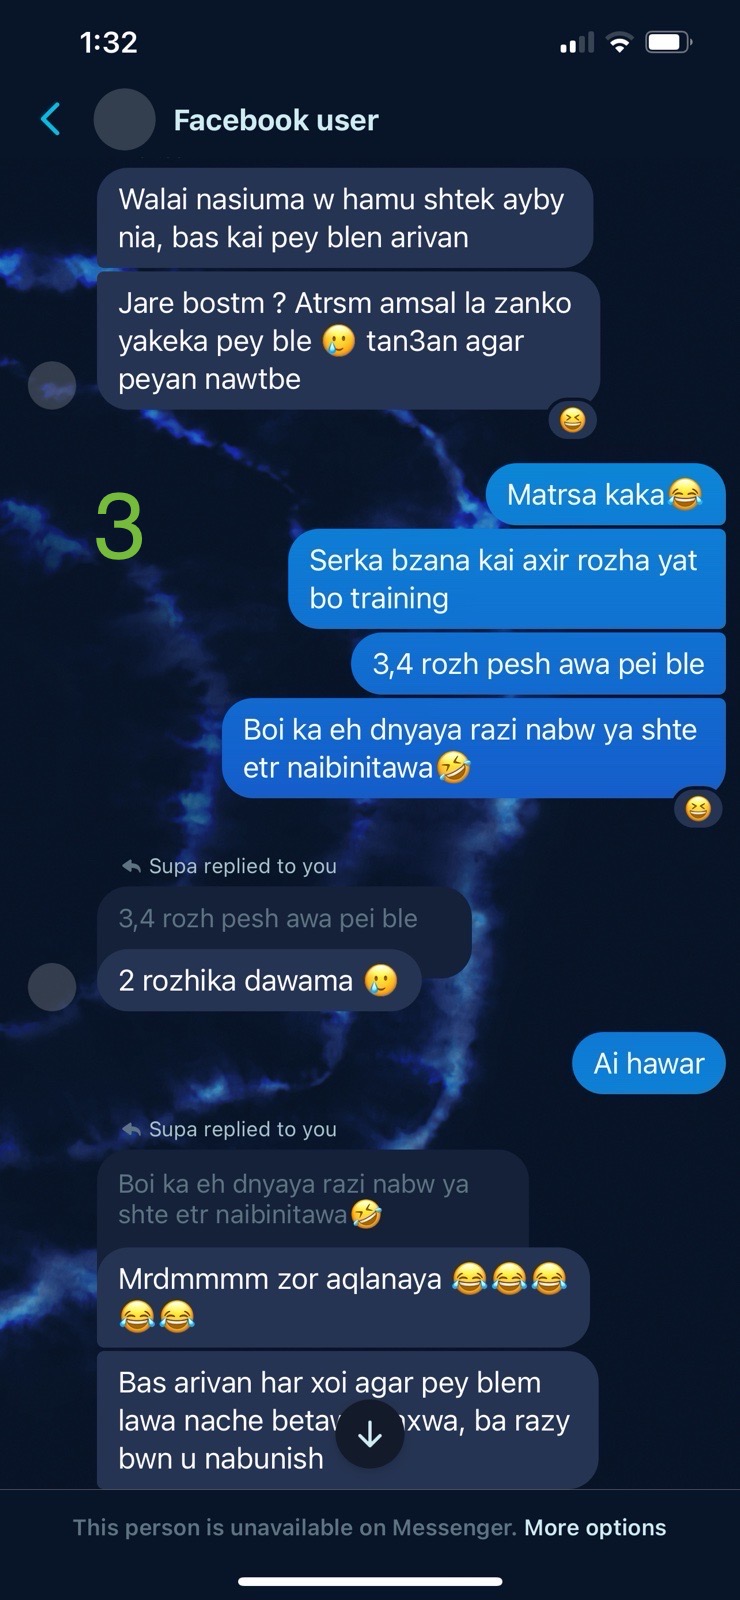 1:32
Facebook user
Walai nasiuma w hamu shtek ayby
nia, bas kai pey blen arivan
Jare bostm ? Atrsm amsal la zanko
yakeka pey ble 🥲 tan3an agar
peyan nawtbe
😆
Matrsa kaka😂
3
Serka bzana kai axir rozha yat
bo training
3,4 rozh pesh awa pei ble
Boi ka eh dnyaya razi nabw ya shte
etr naibinitawa🤣
😆
Supa replied to you
3,4 rozh pesh awa pei ble
2 rozhika dawama 🥲
Ai hawar
Supa replied to you
Boi ka eh dnyaya razi nabw ya
shte etr naibinitawa🤣
Mrdmmmm zor aqlanaya 😂😂😂
😂😂
Bas arivan har xoi agar pey blem
lawa nache ba razy
bwn u nabunish
This person is unavailable on Messenger. More options